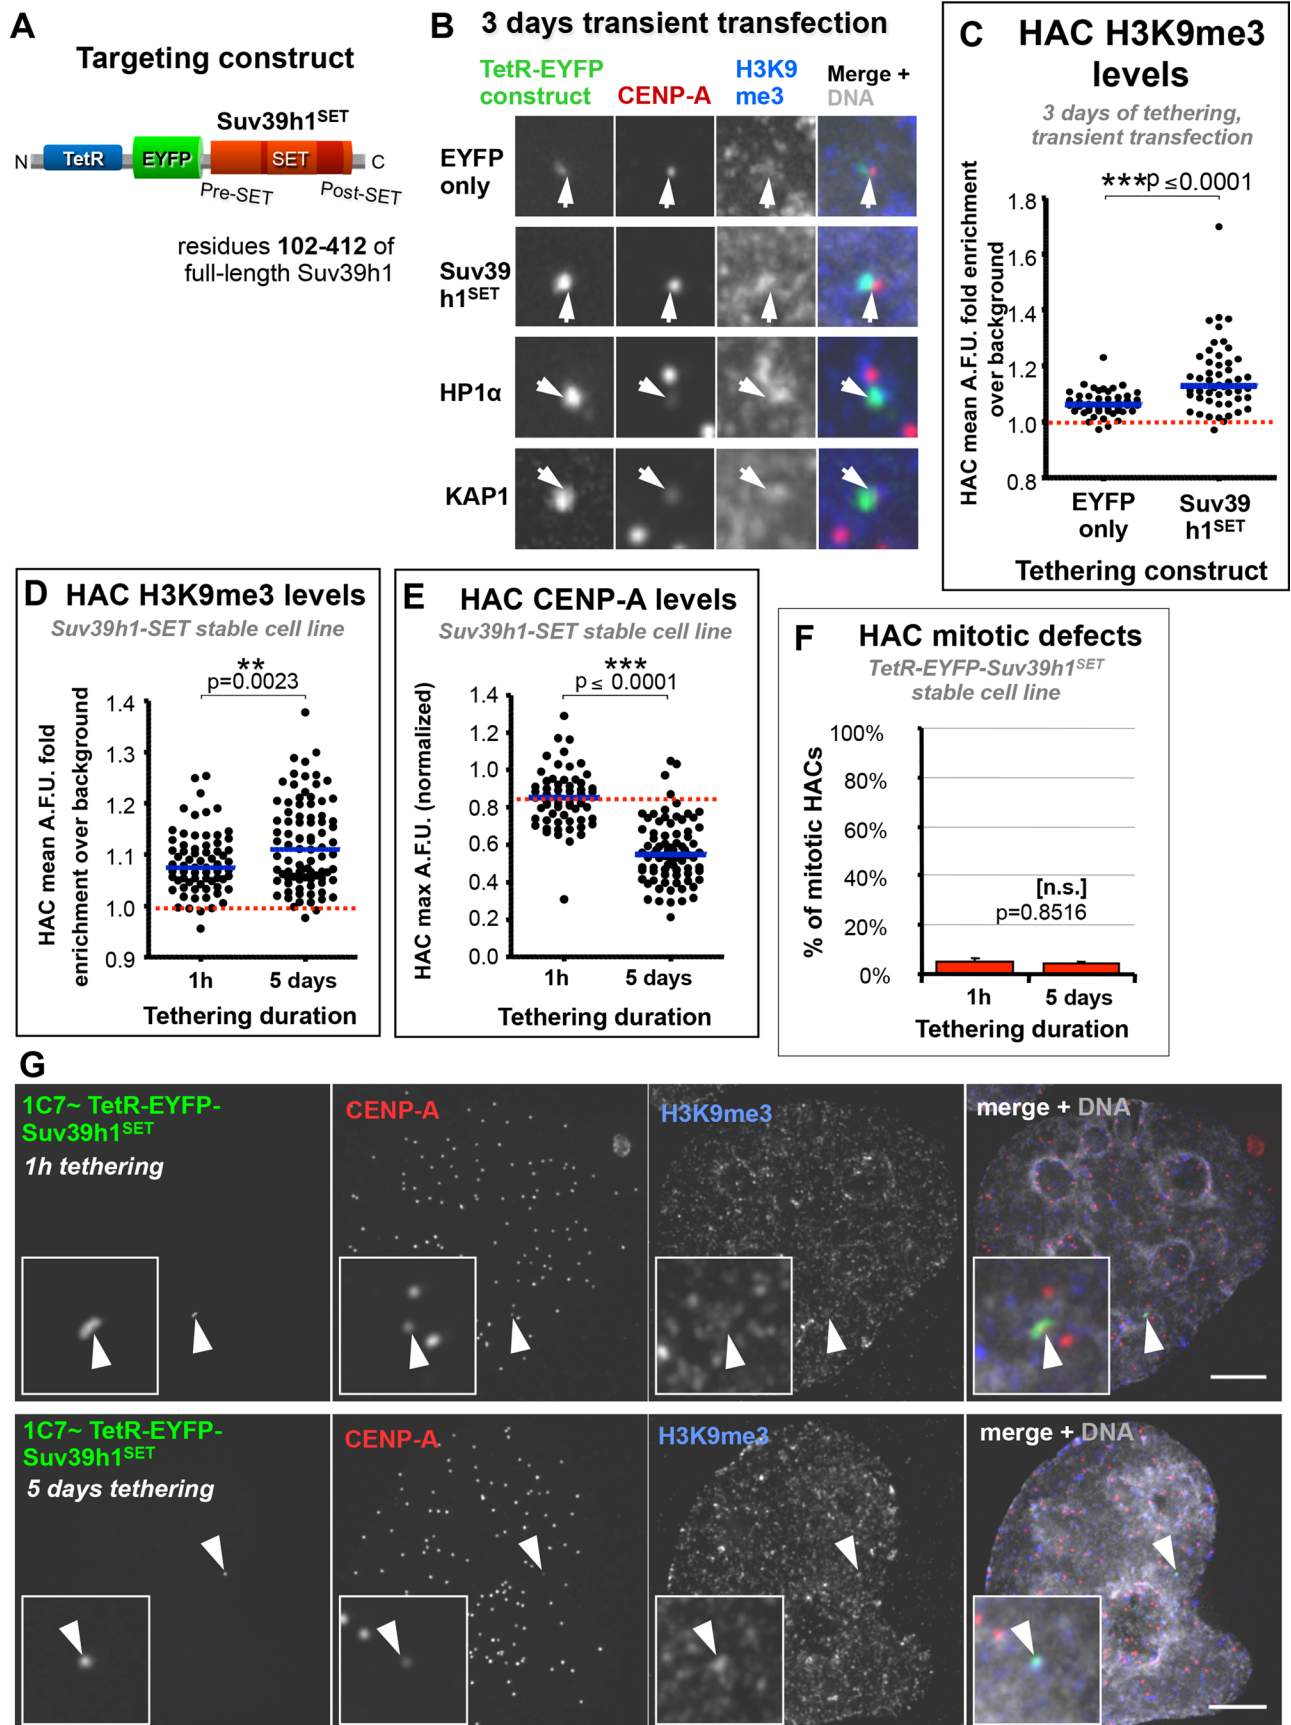 A
Targeting construct
Suv39h1SET
N TetR EYFP SET C
Pre-SET Post-SET
residues 102-412 of
full-length Suv39h1
B 3 days transient transfection
TetR-EYFP
construct
CENP-A
H3K9
me3
Merge +
DNA
EYFP
only
Suv39
h1SET
HP1α
KAP1
C HAC H3K9me3
levels
3 days of tethering,
transient transfection
***p ≤0.0001
HAC mean A.F.U. fold enrichment
over background
1.8
1.6
1.4
1.2
1.0
0.8
EYFP
only
Suv39
h1SET
Tethering construct
D HAC H3K9me3 levels
Suv39h1-SET stable cell line
**
p=0.0023
HAC mean A.F.U. fold
enrichment over background
1.4
1.3
1.2
1.1
1.0
0.9
1h 5 days
Tethering duration
E HAC CENP-A levels
Suv39h1-SET stable cell line
***
p ≤ 0.0001
HAC max A.F.U. (normalized)
1.4
1.2
1.0
0.8
0.6
0.4
0.2
0.0
1h 5 days
Tethering duration
F HAC mitotic defects
TetR-EYFP-Suv39h1SET
stable cell line
% of mitotic HACs
100%
80%
60%
40%
20%
0%
[n.s.]
p=0.8516
1h 5 days
Tethering duration
G
1C7~ TetR-EYFP-
Suv39h1SET
1h tethering
CENP-A
H3K9me3
merge + DNA
1C7~ TetR-EYFP-
Suv39h1SET
5 days tethering
CENP-A
H3K9me3
merge + DNA